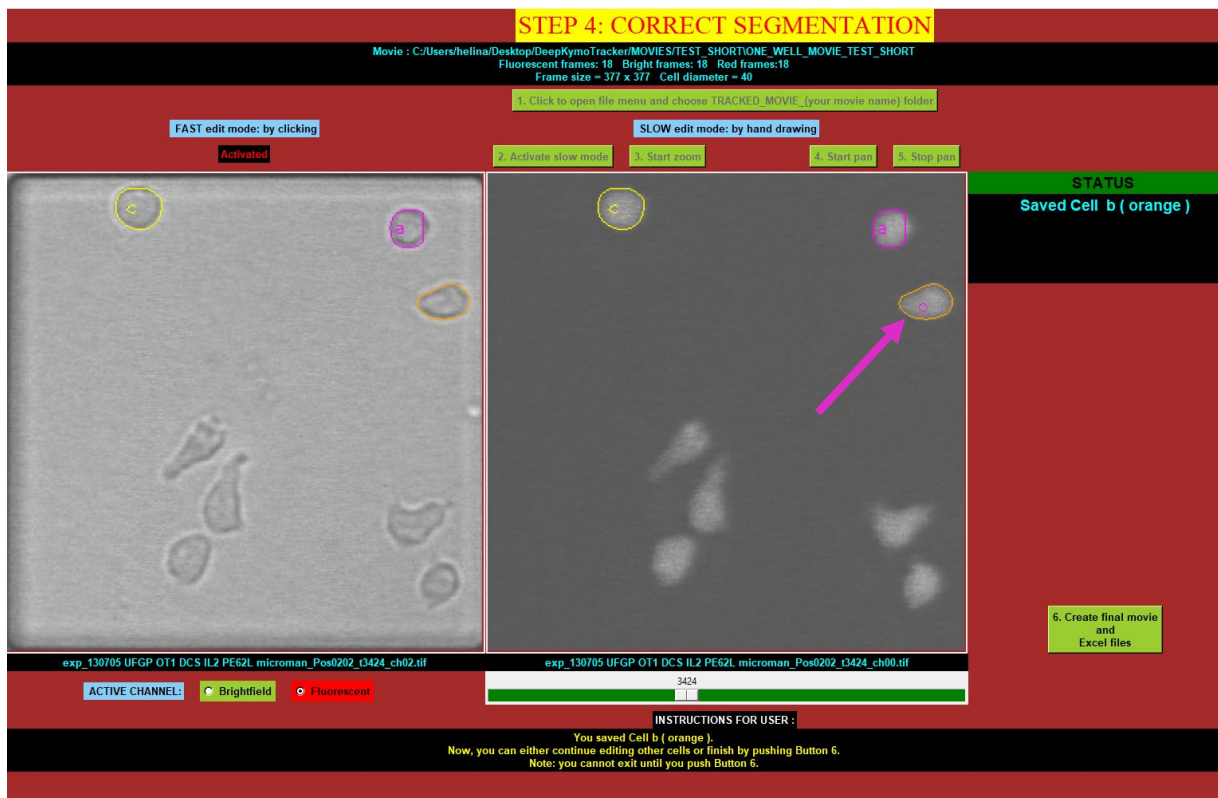 STEP 4: CORRECT SEGMENTATION
Movie : C:/Users/helina/Desktop/DeepKymoTracker/MOVIES/TEST_SHORT\ONE_WELL_MOVIE_TEST_SHORT
Fluorescent frames: 18 Bright frames: 18 Red frames:18
Frame size = 377 x 377 Cell diameter = 40
1. Click to open file menu and choose TRACKED_MOVIE_{your movie name} folder
FAST edit mode: by clicking
SLOW edit mode: by hand drawing
Activated
2. Activate slow mode
3. Start zoom
4. Start pan
5. Stop pan
STATUS
Saved Cell b ( orange )
c
a
c
a
6. Create final movie
and
Excel files
exp_130705 UFGP OT1 DCS IL2 PE62L microman_Pos0202_t3424_ch02.tif
exp_130705 UFGP OT1 DCS IL2 PE62L microman_Pos0202_t3424_ch00.tif
ACTIVE CHANNEL:
Brightfield
Fluorescent
3424
INSTRUCTIONS FOR USER :
You saved Cell b ( orange ).
Now, you can either continue editing other cells or finish by pushing Button 6.
Note: you cannot exit until you push Button 6.